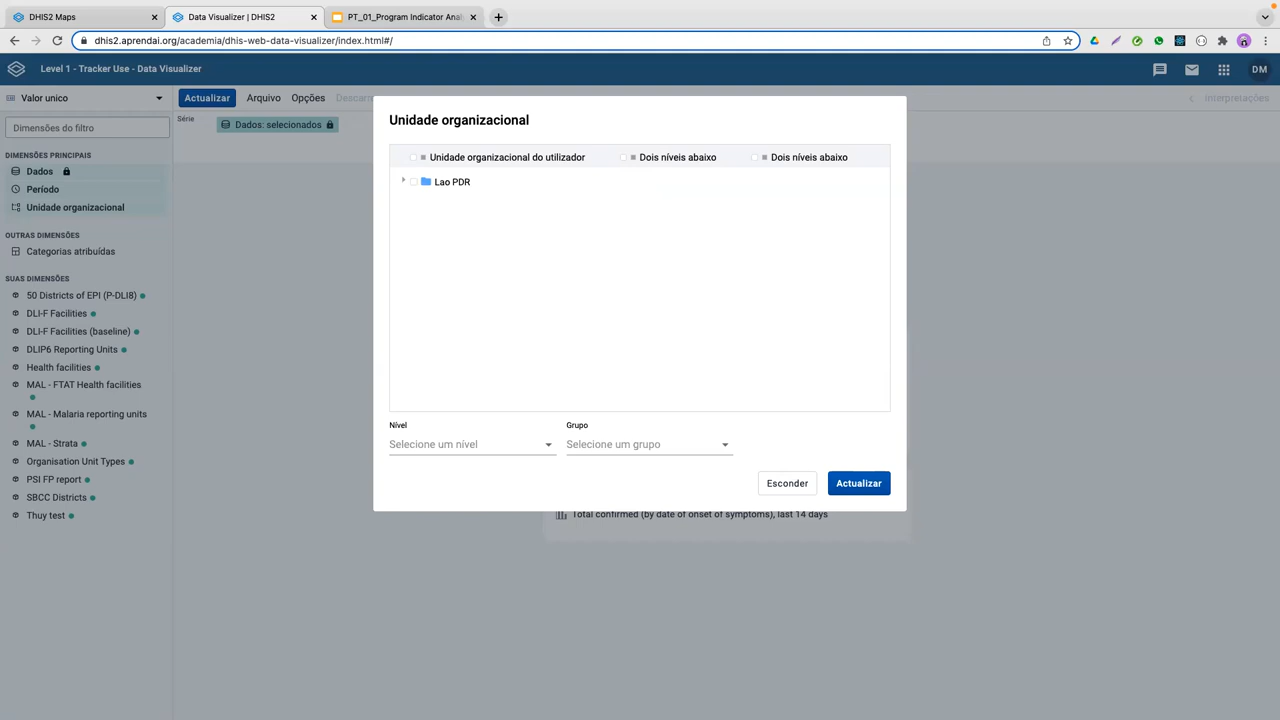 DHIS2 Maps
Data Visualizer | DHIS2
PT_01_Program Indicator Anal
dhis2.aprendai.org/academia/dhis-web-data-visualizer/index.html#/
Level 1 - Tracker Use - Data Visualizer
DM
Valor unico
Actualizar
Arquivo
Opções
Descarre
Interpretações
Dimensões do filtro
Série
Dados: selecionados
DIMENSÕES PRINCIPAIS
Dados
Período
Unidade organizacional
OUTRAS DIMENSÕES
Categorias atribuídas
SUAS DIMENSÕES
50 Districts of EPI (P-DLI8)
DLI-F Facilities
DLI-F Facilities (baseline)
DLIP6 Reporting Units
Health facilities
MAL - FTAT Health facilities
MAL - Malaria reporting units
MAL - Strata
Organisation Unit Types
PSI FP report
SBCC Districts
Thuy test
Unidade organizacional
Unidade organizacional do utilizador
Dois níveis abaixo
Dois níveis abaixo
Lao PDR
Nível
Grupo
Selecione um nível
Selecione um grupo
Esconder
Actualizar
Total confirmed (by date of onset of symptoms), last 14 days